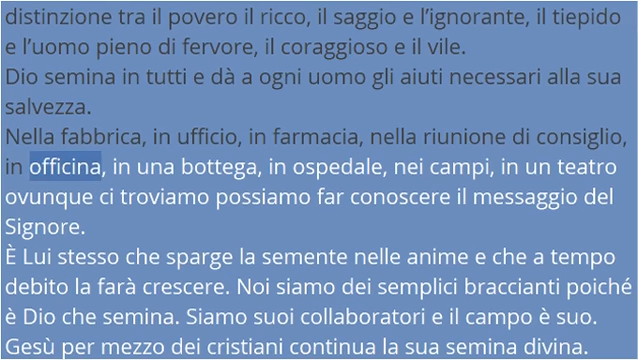 distinzione tra il povero il ricco, il saggio e l’ignorante, il tiepido
e l’uomo pieno di fervore, il coraggioso e il vile.
Dio semina in tutti e dà a ogni uomo gli aiuti necessari alla sua
salvezza.
Nella fabbrica, in ufficio, in farmacia, nella riunione di consiglio,
in officina, in una bottega, in ospedale, nei campi, in un teatro
ovunque ci troviamo possiamo far conoscere il messaggio del
Signore.
È Lui stesso che sparge la semente nelle anime e che a tempo
debito la farà crescere. Noi siamo dei semplici braccianti poiché
è Dio che semina. Siamo suoi collaboratori e il campo è suo.
Gesù per mezzo dei cristiani continua la sua semina divina.